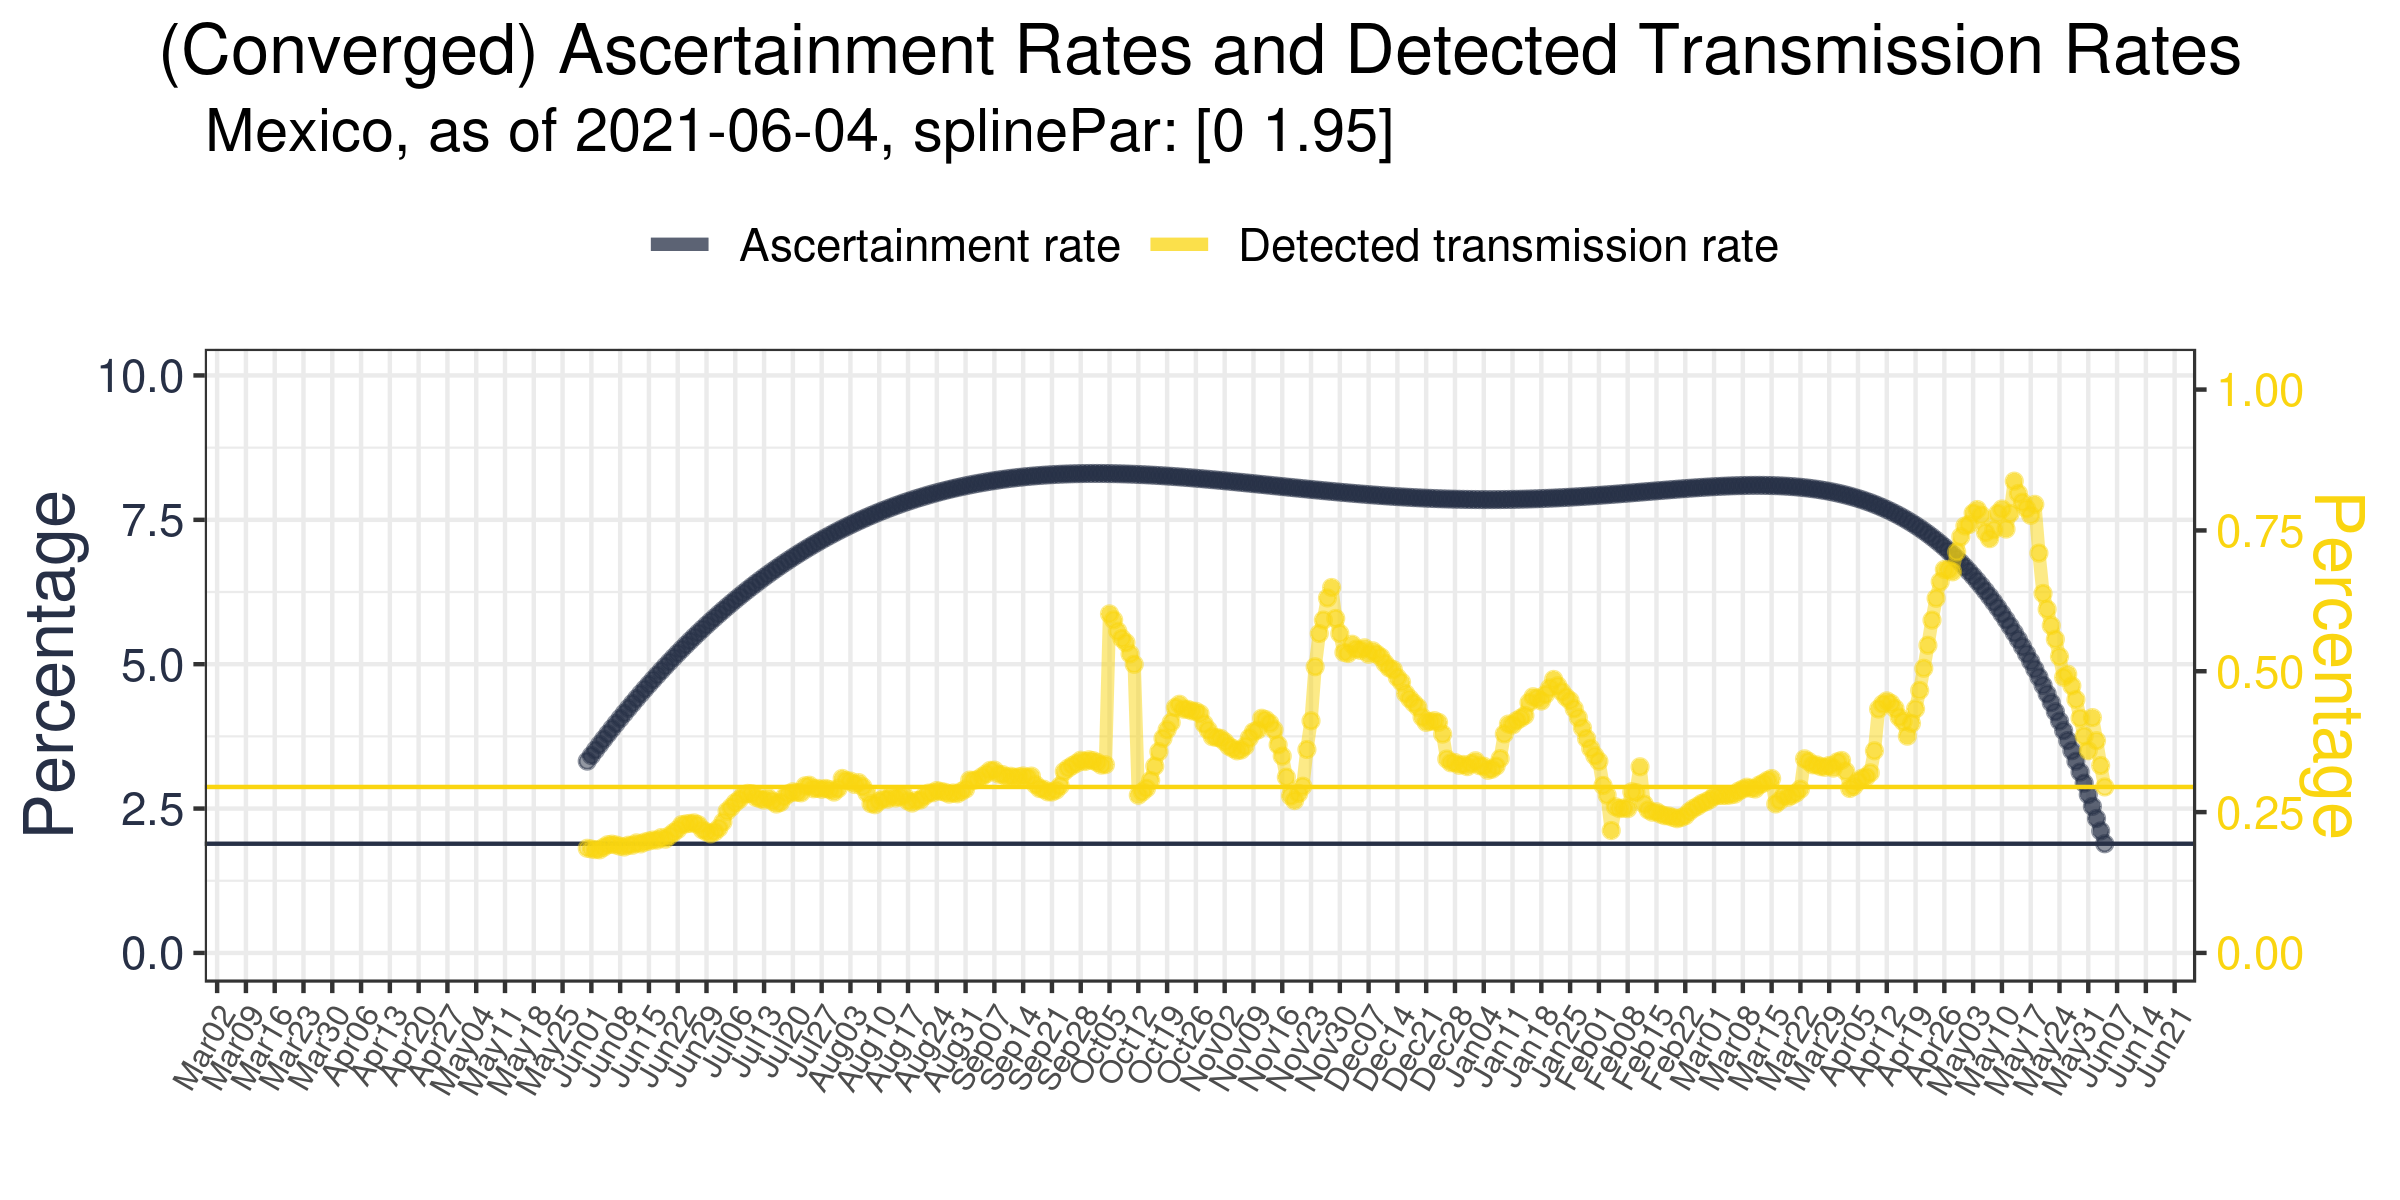 (Converged) Ascertainment Rates and Detected Transmission Rates
Mexico, as of 2021-06-04, splinePar: [0 1.95]
Ascertainment rate
Detected transmission rate
Percentage
10.0
7.5
5.0
2.5
0.0
1.00
0.75
0.50
0.25
0.00
Percentage
Mar02
Mar09
Mar16
Mar23
Mar30
Apr06
Apr13
Apr20
Apr27
May04
May11
May18
May25
Jun01
Jun08
Jun15
Jun22
Jun29
Jul06
Jul13
Jul20
Jul27
Aug03
Aug10
Aug17
Aug24
Aug31
Sep07
Sep14
Sep21
Sep28
Oct05
Oct12
Oct19
Oct26
Nov02
Nov09
Nov16
Nov23
Nov30
Dec07
Dec14
Dec21
Dec28
Jan04
Jan11
Jan18
Jan25
Feb01
Feb08
Feb15
Feb22
Mar01
Mar08
Mar15
Mar22
Mar29
Apr05
Apr12
Apr19
Apr26
May03
May10
May17
May24
May31
Jun07
Jun14
Jun21